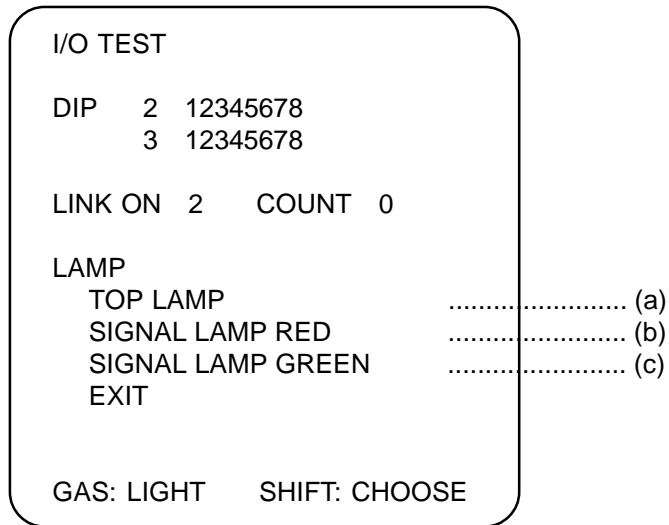 I/O TEST
DIP 2 12345678
3 12345678
LINK ON 2 COUNT 0
LAMP
TOP LAMP ........................ (a)
SIGNAL LAMP RED ........................ (b)
SIGNAL LAMP GREEN ........................ (c)
EXIT
GAS: LIGHT SHIFT: CHOOSE